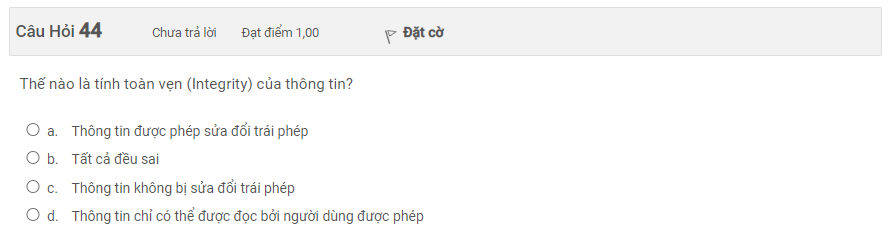 Câu Hỏi 44 Chưa trả lời Đạt điểm 1,00 Đặt cờ
Thế nào là tính toàn vẹn (Integrity) của thông tin?
a. Thông tin được phép sửa đổi trái phép
b. Tất cả đều sai
c. Thông tin không bị sửa đổi trái phép
d. Thông tin chỉ có thể được đọc bởi người dùng được phép